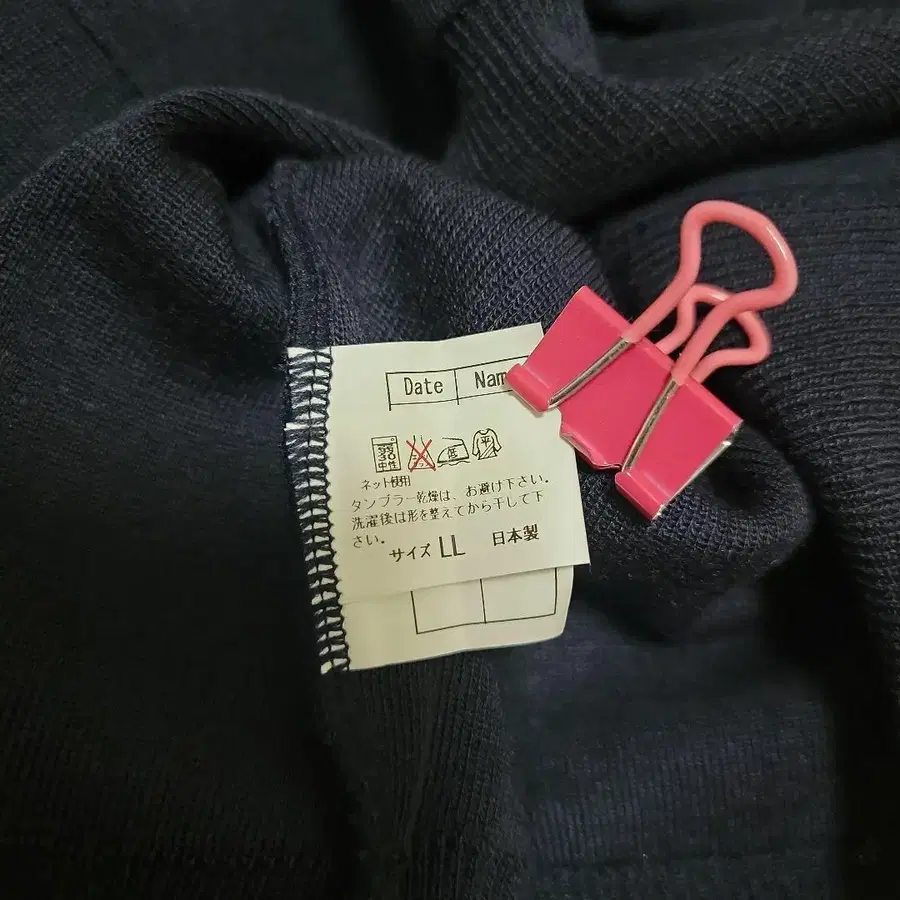 Date
30
中性
低
平
ネット使用
タンブラー乾燥は、お避け下さい。
洗濯後は形を整えてから干して下
さい。
サイズ LL 日本製